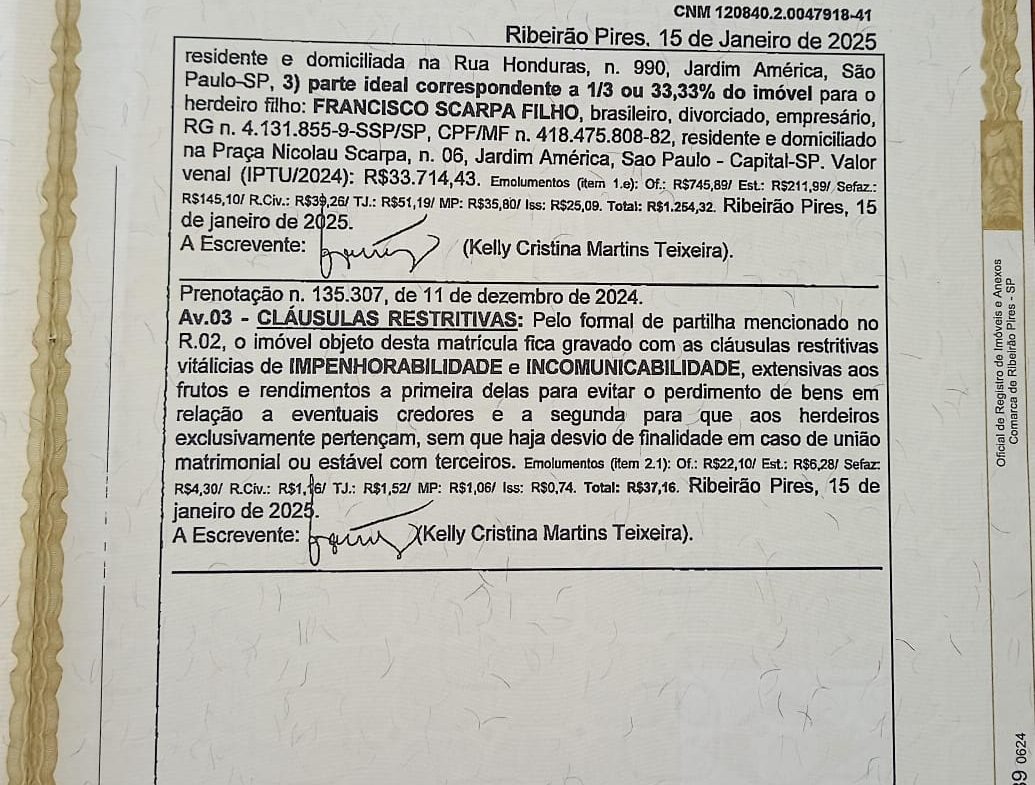 CNM 120840.2.0047918-41
Ribeirão Pires, 15 de Janeiro de 2025
residente e domiciliada na Rua Honduras, n. 990, Jardim América, São
Paulo-SP, 3) parte ideal correspondente a 1/3 ou 33,33% do imóvel para o
herdeiro filho: FRANCISCO SCARPA FILHO, brasileiro, divorciado, empresário,
RG n. 4.131.855-9-SSP/SP, CPF/MF n. 418.475.808-82, residente e domiciliado
na Praça Nicolau Scarpa, n. 06, Jardim América, Sao Paulo - Capital-SP. Valor
venal (IPTU/2024): R$33.714,43. Emolumentos (item 1.e): Of.: R$745,89/ Est.: R$211,99/ Sefaz.:
R$145,10/ R.Civ.: R$39,26/ TJ.: R$51,19/ MP: R$35,80/ Iss: R$25,09. Total: R$1.254,32. Ribeirão Pires, 15
de janeiro de 2025.
A Escrevente: (Kelly Cristina Martins Teixeira).
Prenotação n. 135.307, de 11 de dezembro de 2024.
Av.03 - CLÁUSULAS RESTRITIVAS: Pelo formal de partilha mencionado no
R.02, o imóvel objeto desta matrícula fica gravado com as cláusulas restritivas
vitálicias de IMPENHORABILIDADE e INCOMUNICABILIDADE, extensivas aos
frutos e rendimentos a primeira delas para evitar o perdimento de bens em
relação a eventuais credores e a segunda para que aos herdeiros
exclusivamente pertençam, sem que haja desvio de finalidade em caso de união
matrimonial ou estável com terceiros. Emolumentos (item 2.1): Of.: R$22,10/ Est.: R$6,28/ Sefaz:
R$4,30/ R.Civ.: R$1,16/ TJ.: R$1,52/ MP: R$1,06/ Iss: R$0,74. Total: R$37,16. Ribeirão Pires, 15 de
janeiro de 2025.
A Escrevente: (Kelly Cristina Martins Teixeira).
Oficial de Registro de Imóveis e Anexos
Comarca de Ribeirão Pires - SP
0624